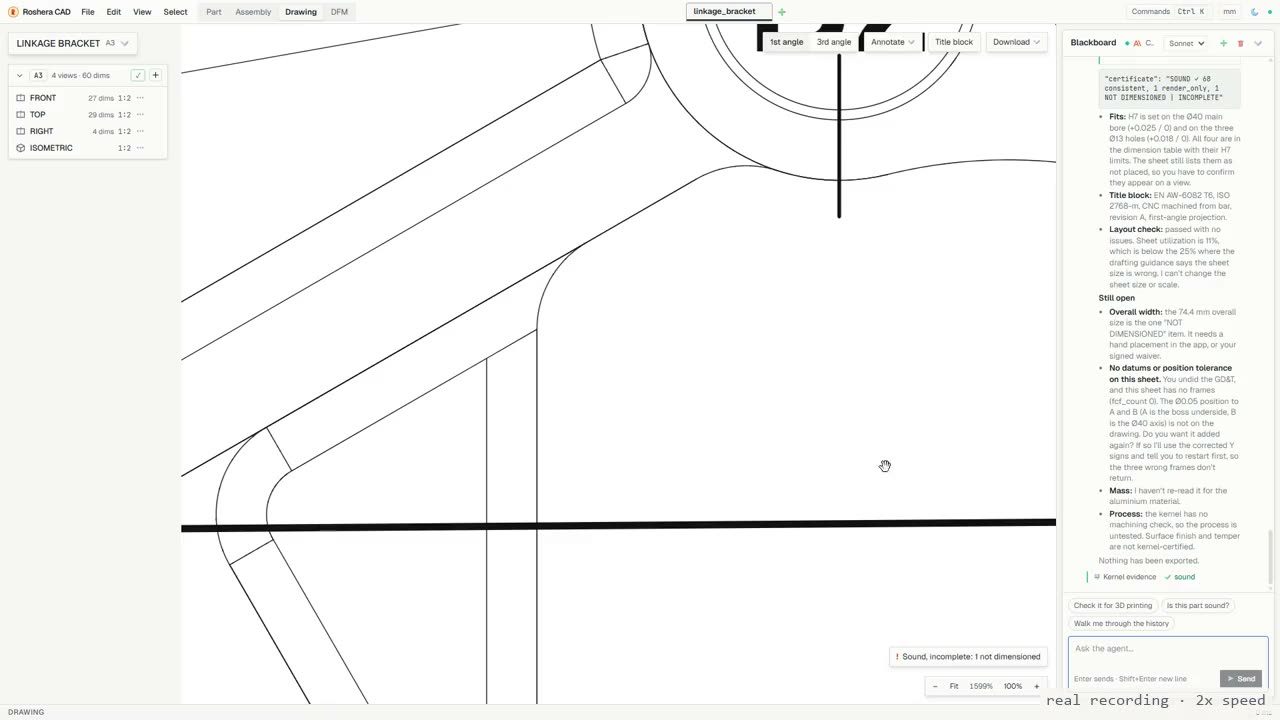 Roshera CAD File Edit View Select Part Assembly Drawing DFM linkage_bracket Commands Ctrl K mm
LINKAGE BRACKET A3
A3 4 views · 60 dims
FRONT 27 dims 1:2
TOP 29 dims 1:2
RIGHT 4 dims 1:2
ISOMETRIC 1:2
1st angle 3rd angle Annotate Title block Download
Sound, incomplete: 1 not dimensioned
Fit 1599% 100%
Blackboard C.. Sonnet
"certificate": "SOUND ✓ 68
consistent, 1 render_only, 1
NOT DIMENSIONED | INCOMPLETE"
• Fits: H7 is set on the Ø40 main
bore (+0.025 / 0) and on the three
Ø13 holes (+0.018 / 0). All four are
in the dimension table with their H7
limits. The sheet still lists them as
not placed, so you have to confirm
they appear on a view.
• Title block: EN AW-6082 T6, ISO
2768-m, CNC machined from bar,
revision A, first-angle projection.
• Layout check: passed with no
issues. Sheet utilization is 11%,
which is below the 25% where the
drafting guidance says the sheet
size is wrong. I can't change the
sheet size or scale.
Still open
• Overall width: the 74.4 mm overall
size is the one "NOT
DIMENSIONED" item. It needs a
hand placement in the app, or your
signed waiver.
• No datums or position tolerance
on this sheet. You undid the GD&T,
and this sheet has no frames
(fcf_count 0). The Ø0.05 position to
A and B (A is the boss underside, B
is the Ø40 axis) is not on the
drawing. Do you want it added
again? If so I'll use the corrected Y
signs and tell you to restart first, so
the three wrong frames don't
return.
• Mass: I haven't re-read it for the
aluminium material.
• Process: the kernel has no
machining check, so the process is
untested. Surface finish and temper
are not kernel-certified.
Nothing has been exported.
Kernel evidence ✓ sound
Check it for 3D printing Is this part sound?
Walk me through the history
Ask the agent...
Enter sends · Shift+Enter new line Send
real recording · 2x speed
DRAWING